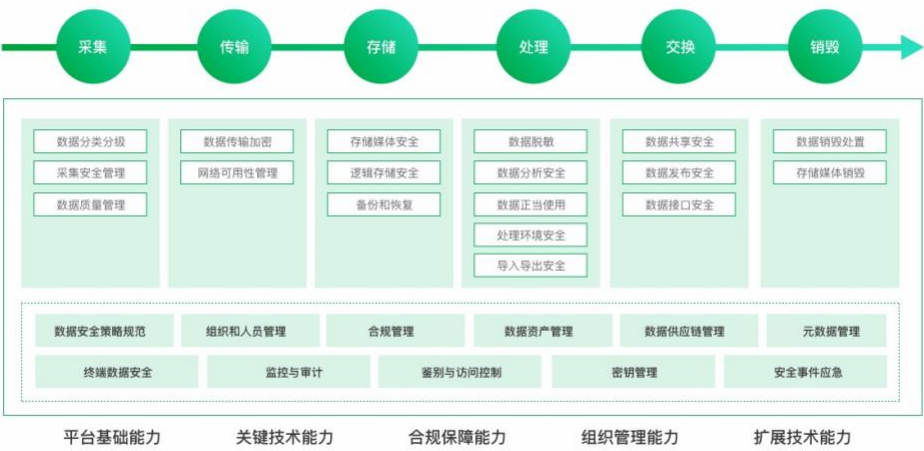 采集
传输
存储
处理
交换
销毁
数据分类分级
采集安全管理
数据质量管理
数据传输加密
网络可用性管理
存储媒体安全
逻辑存储安全
备份和恢复
数据脱敏
数据分析安全
数据正当使用
处理环境安全
导入导出安全
数据共享安全
数据发布安全
数据接口安全
数据销毁处置
存储媒体销毁
数据安全策略规范
组织和人员管理
合规管理
数据资产管理
数据供应链管理
元数据管理
终端数据安全
监控与审计
鉴别与访问控制
密钥管理
安全事件应急
平台基础能力
关键技术能力
合规保障能力
组织管理能力
扩展技术能力